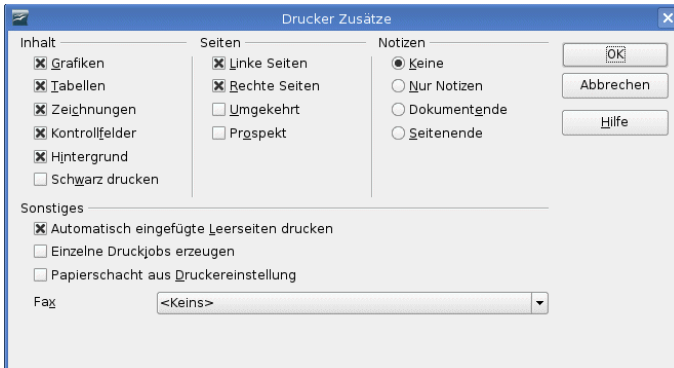 Drucker Zusätze
Inhalt
Grafiken
Tabellen
Zeichnungen
Kontrollfelder
Hintergrund
Schwarz drucken
Seiten
Linke Seiten
Rechte Seiten
Umgekehrt
Prospekt
Notizen
Keine
Nur Notizen
Dokumentende
Seitenende
OK
Abbrechen
Hilfe
Sonstiges
Automatisch eingefügte Leerseiten drucken
Einzelne Druckjobs erzeugen
Papierschacht aus Druckereinstellung
Fax <Keins>